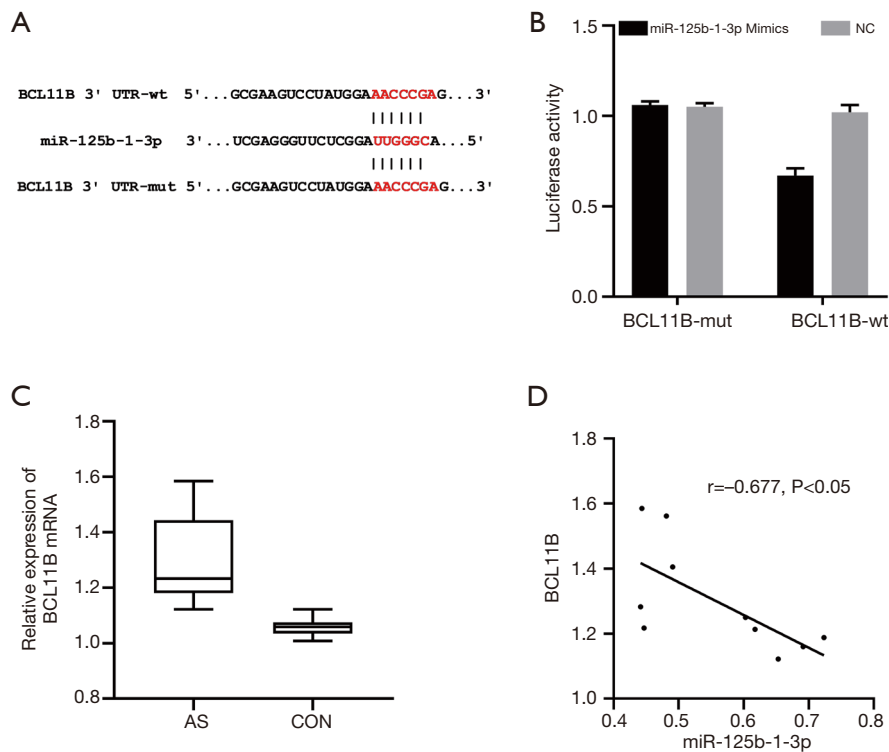 A
BCL11B 3' UTR-wt 5'...GCGAAGUCCUAUGGAAACCCGAG...3'
miR-125b-1-3p 3'...UCGAGGGUUCUCGGAUUGGGCA...5'
BCL11B 3' UTR-mut 5'...GCGAAGUCCUAUGGAAACCCGAG...3'
B
miR-125b-1-3p Mimics
NC
Luciferase activity
1.5
1.0
0.5
0.0
BCL11B-mut
BCL11B-wt
C
Relative expression of
BCL11B mRNA
1.8
1.6
1.4
1.2
1.0
0.8
AS
CON
D
BCL11B
1.8
1.6
1.4
1.2
1.0
r=–0.677, P<0.05
0.4 0.5 0.6 0.7 0.8
miR-125b-1-3p